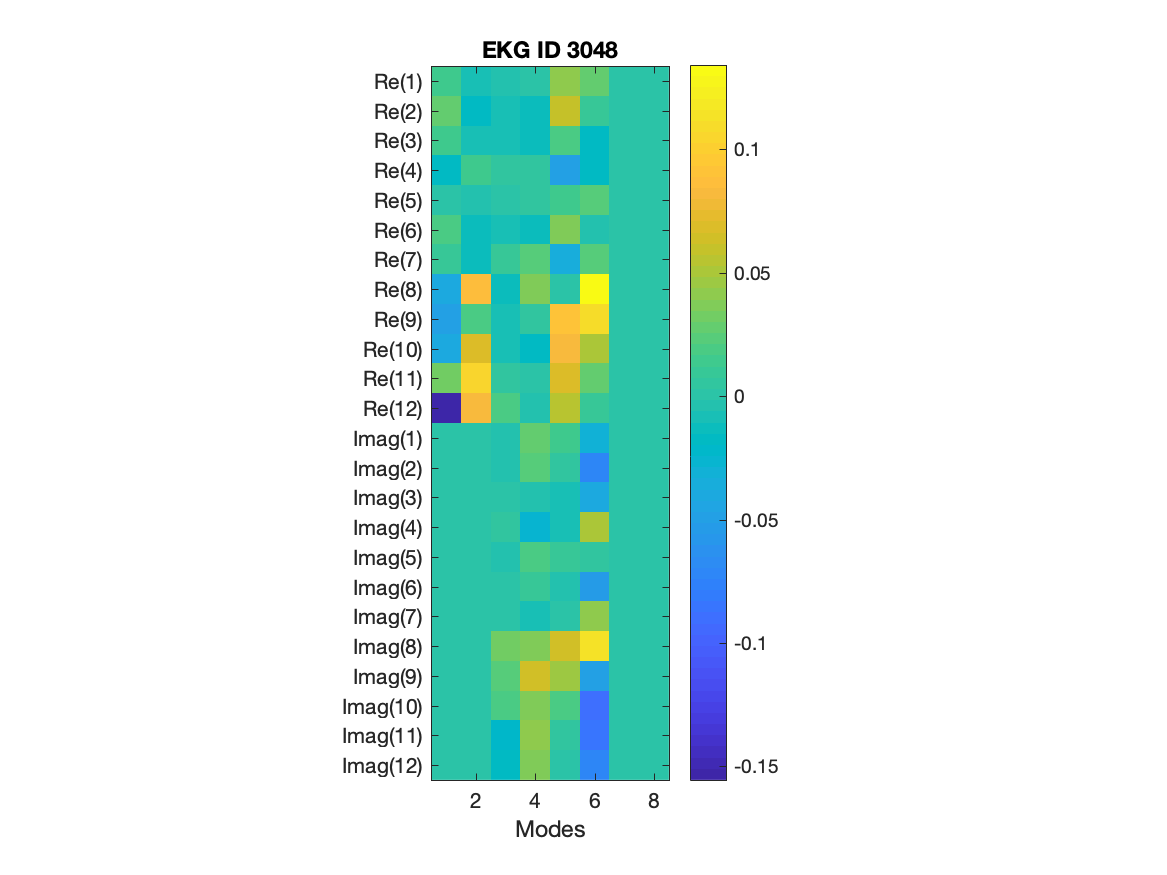 EKG ID 3048
Re(1)
Re(2)
Re(3)
Re(4)
Re(5)
Re(6)
Re(7)
Re(8)
Re(9)
Re(10)
Re(11)
Re(12)
Imag(1)
Imag(2)
Imag(3)
Imag(4)
Imag(5)
Imag(6)
Imag(7)
Imag(8)
Imag(9)
Imag(10)
Imag(11)
Imag(12)
2 4 6 8
Modes
0.1
0.05
0
-0.05
-0.1
-0.15